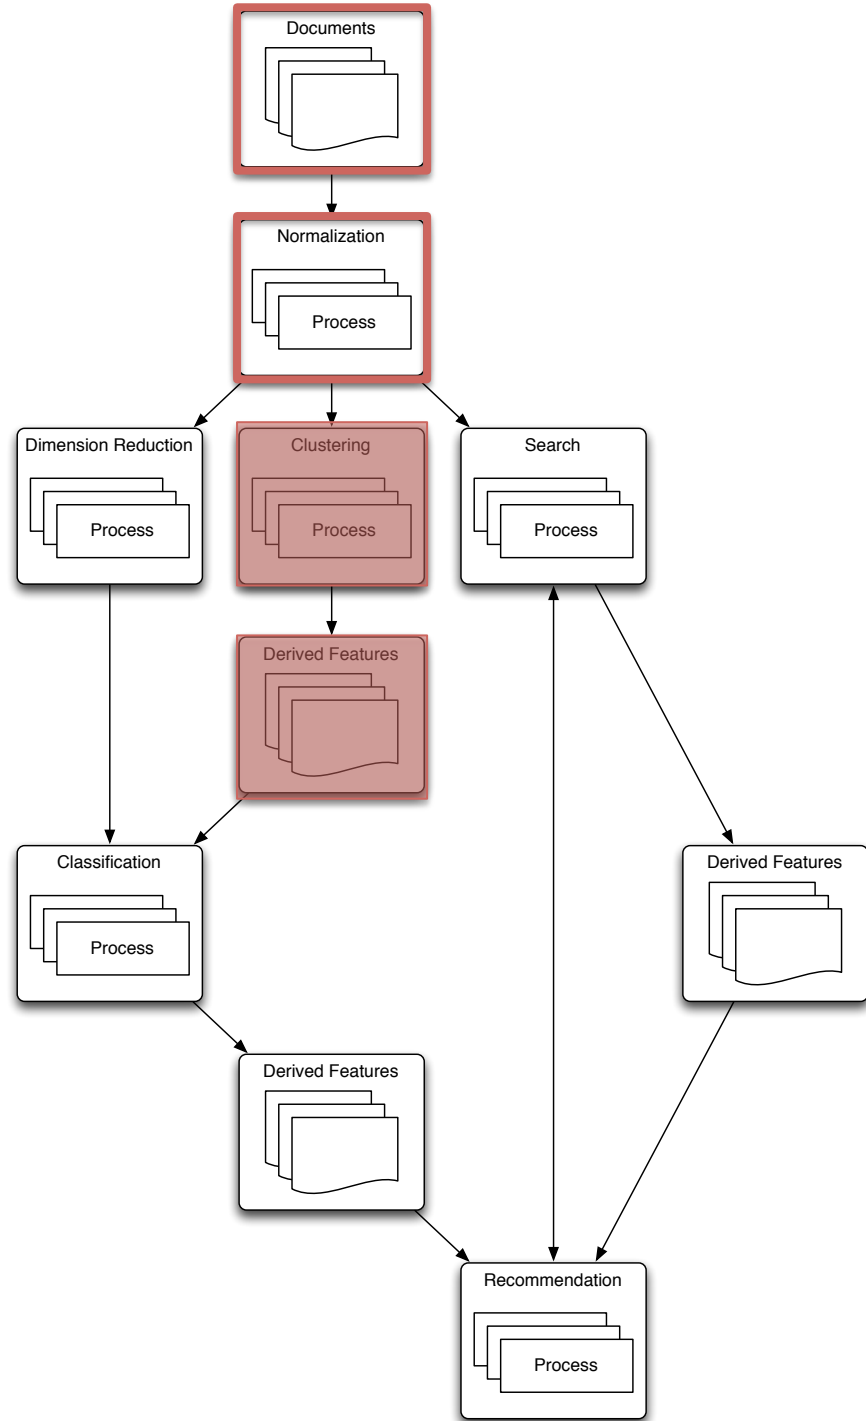 Documents
Normalization
Process
Dimension Reduction
Process
Clustering
Process
Search
Process
Derived Features
Classification
Process
Derived Features
Derived Features
Recommendation
Process